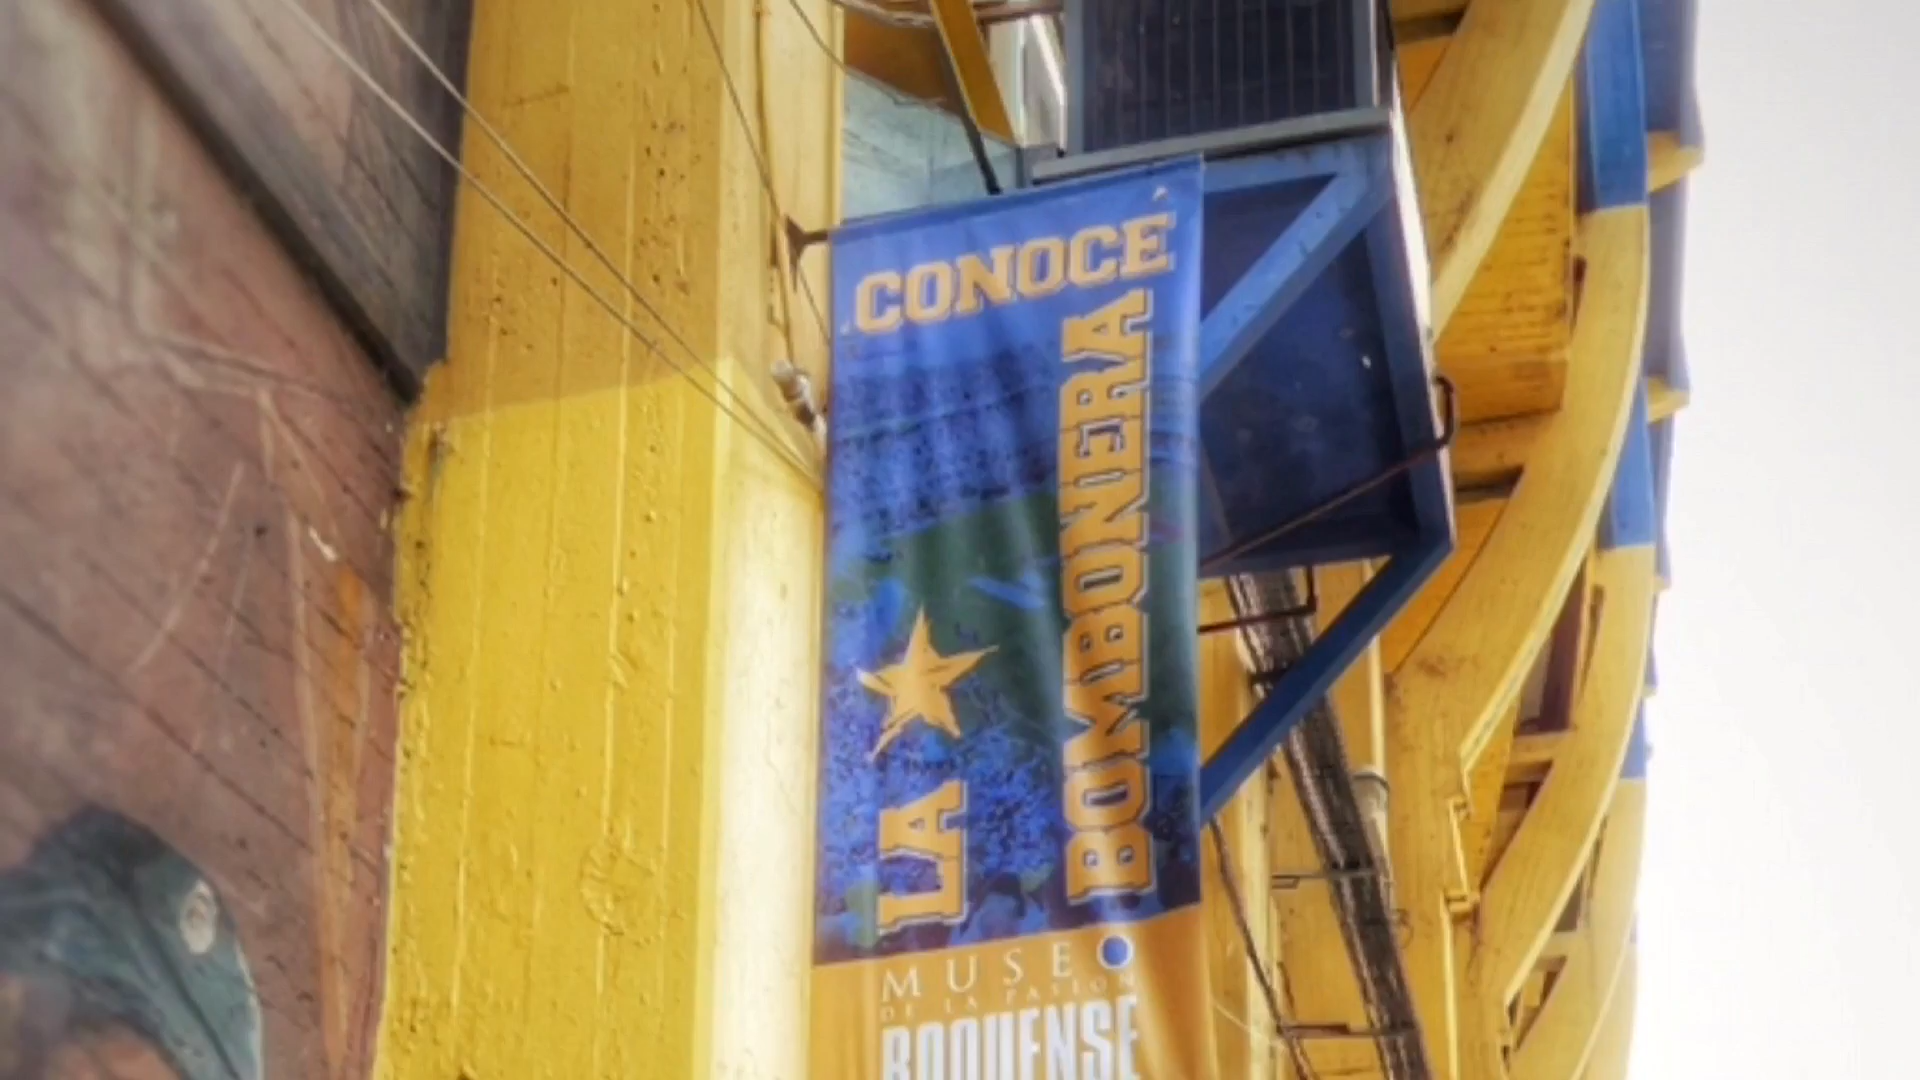 CONOCE
LA
BOMBONERA
MUSEO
DE LA PASION
BOQUENSE